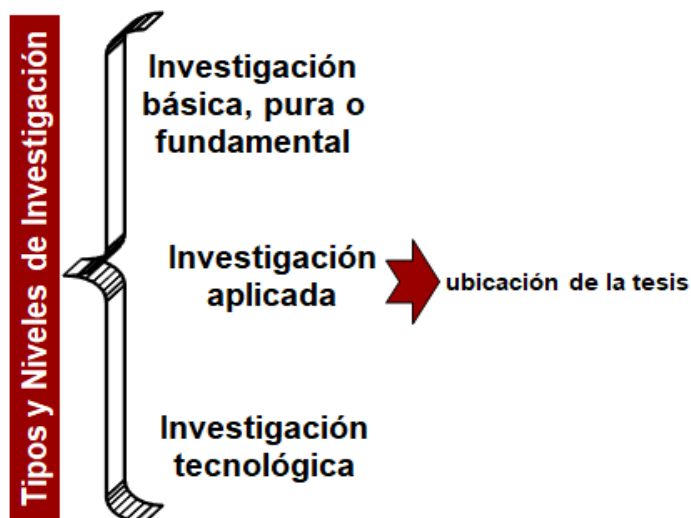 Tipos y Niveles de Investigación
Investigación
básica, pura o
fundamental
Investigación
aplicada
ubicación de la tesis
Investigación
tecnológica